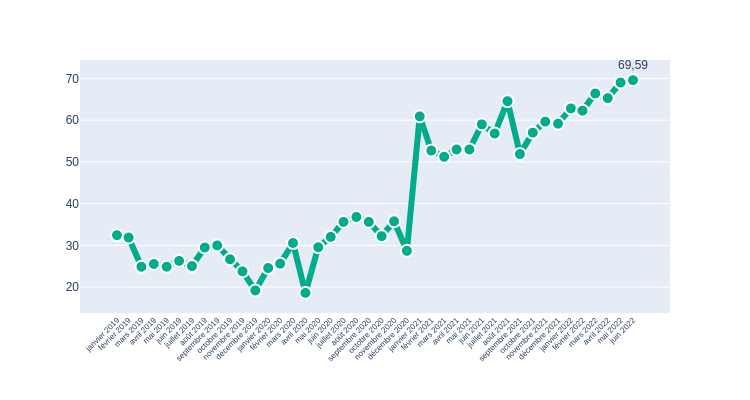 69,59
70
60
50
40
30
20
janvier 2019
février 2019
mars 2019
avril 2019
mai 2019
juin 2019
juillet 2019
août 2019
septembre 2019
octobre 2019
novembre 2019
décembre 2019
janvier 2020
février 2020
mars 2020
avril 2020
mai 2020
juin 2020
juillet 2020
août 2020
septembre 2020
octobre 2020
novembre 2020
décembre 2020
janvier 2021
février 2021
mars 2021
avril 2021
mai 2021
juin 2021
juillet 2021
août 2021
septembre 2021
octobre 2021
novembre 2021
décembre 2021
janvier 2022
février 2022
mars 2022
avril 2022
mai 2022
juin 2022